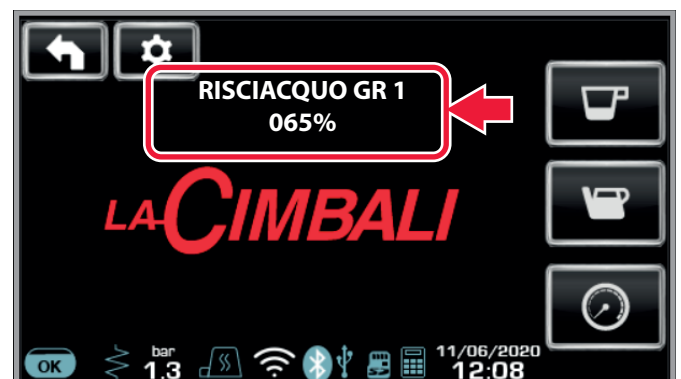 RISCIACQUO GR 1
065%
LA CIMBALI
OK
bar
1.3
11/06/2020
12:08